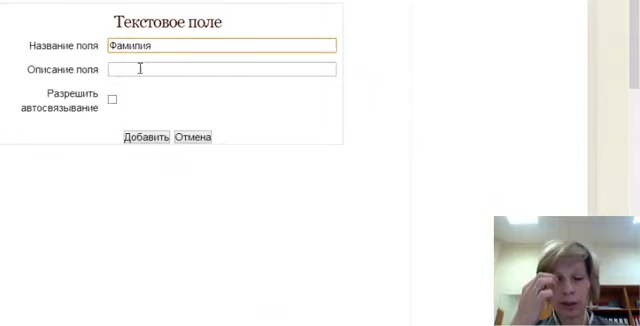 Текстовое поле
Название поля Фамилия
Описание поля
Разрешить
автосвязывание
Добавить Отмена